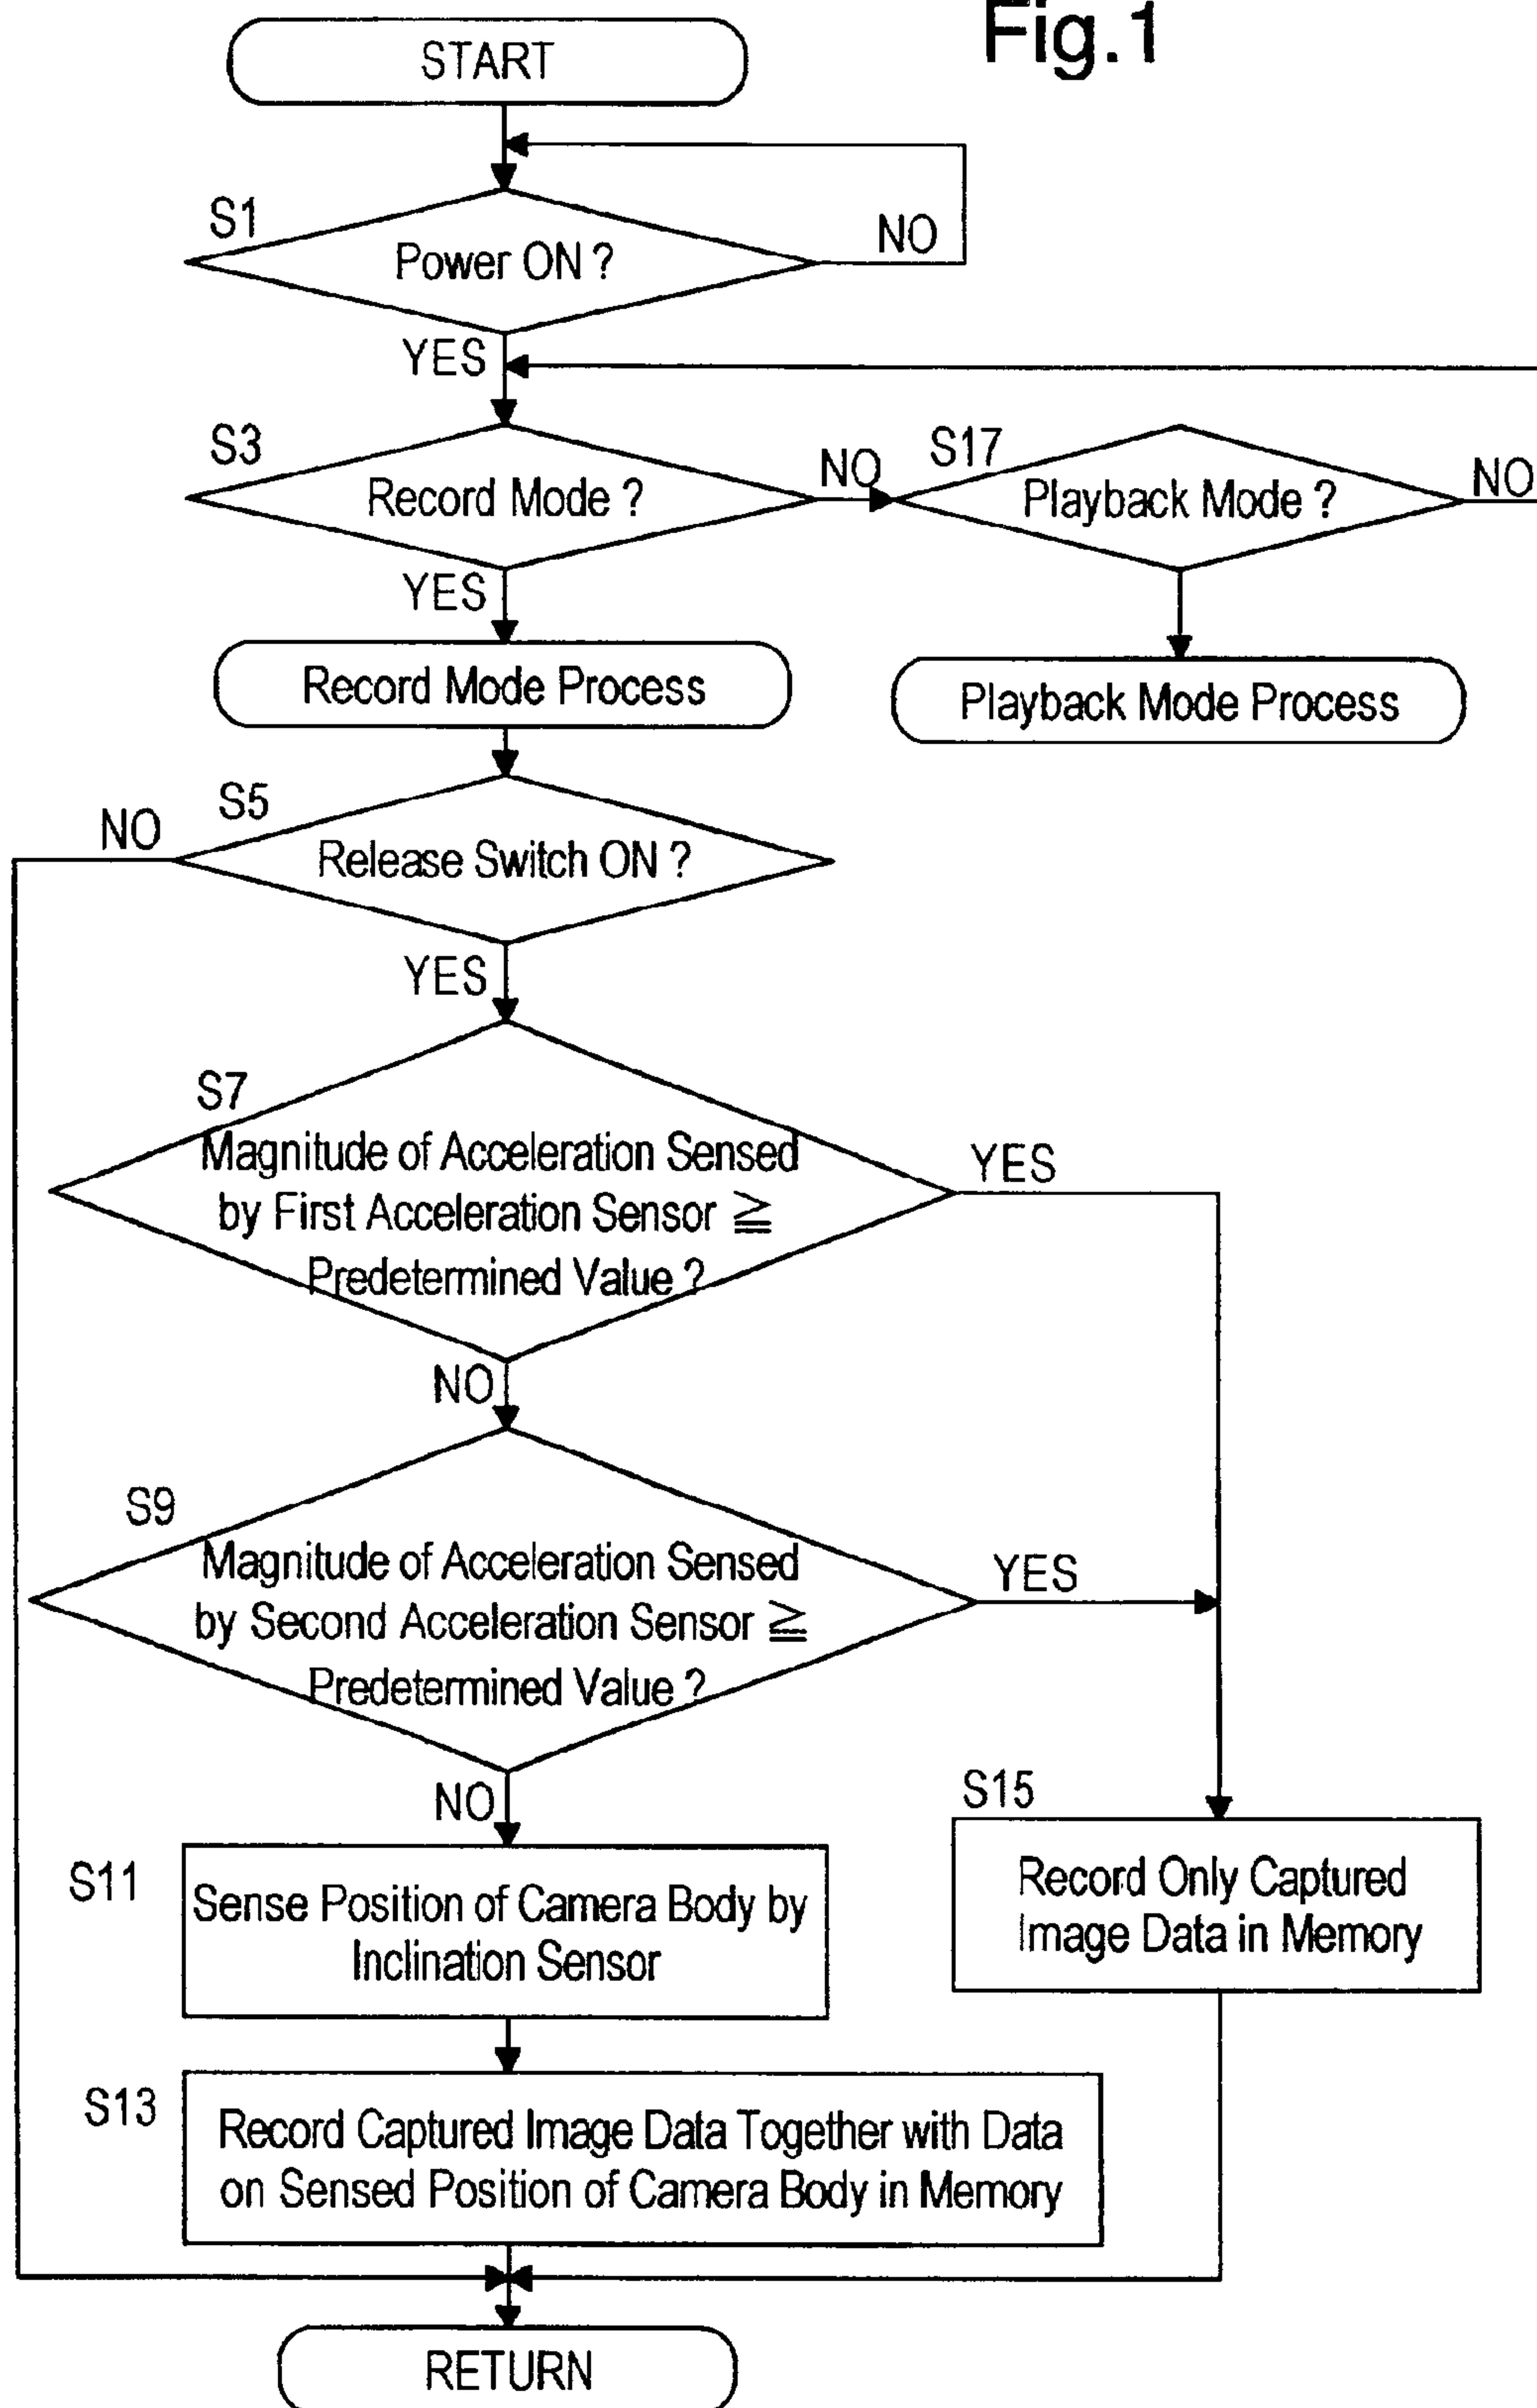 Fig.1
START
S1
Power ON ?
NO
YES
S3
Record Mode ?
NO
S17
Playback Mode ?
NO
YES
Record Mode Process
Playback Mode Process
S5
NO
Release Switch ON ?
YES
S7
Magnitude of Acceleration Sensed
by First Acceleration Sensor ≧
Predetermined Value ?
YES
NO
S9
Magnitude of Acceleration Sensed
by Second Acceleration Sensor ≧
Predetermined Value ?
YES
NO
S11
Sense Position of Camera Body by
Inclination Sensor
S15
Record Only Captured
Image Data in Memory
S13
Record Captured Image Data Together with Data
on Sensed Position of Camera Body in Memory
RETURN